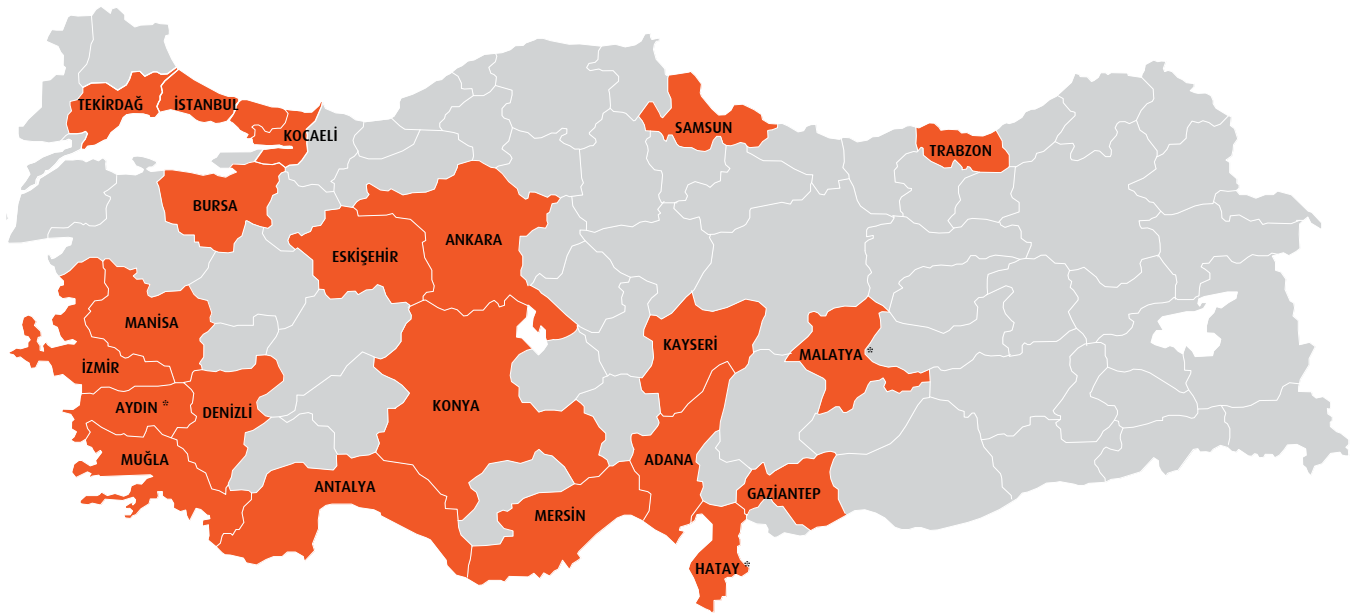 TEKİRDAĞ
İSTANBUL
KOCAELİ
SAMSUN
TRABZON
BURSA
ANKARA
ESKİŞEHİR
MANİSA
KAYSERİ
MALATYA *
İZMİR
AYDIN *
DENİZLİ
KONYA
MUĞLA
ADANA
ANTALYA
GAZİANTEP
MERSİN
HATAY *